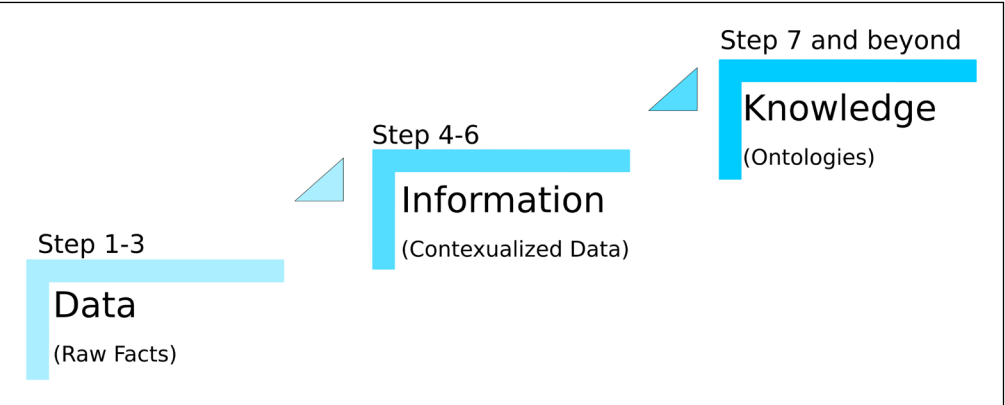 Step 7 and beyond
Knowledge
(Ontologies)
Step 4-6
Information
(Contexualized Data)
Step 1-3
Data
(Raw Facts)